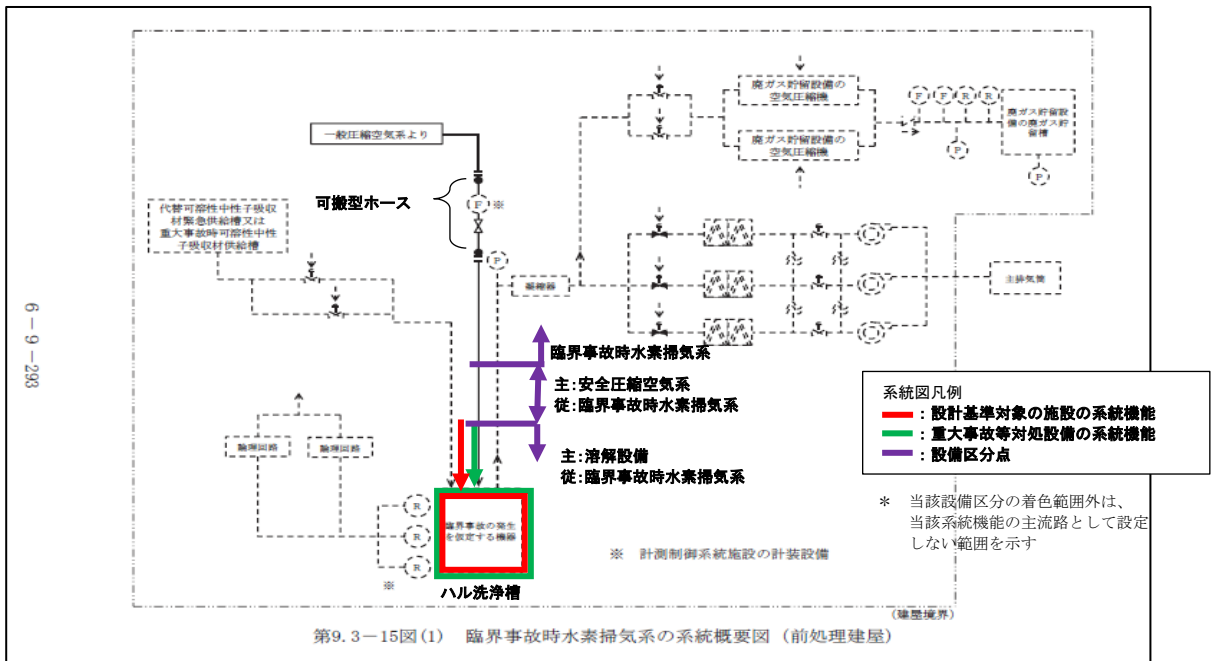 廃ガス貯留設備の
空気圧縮機
廃ガス貯留設備の
空気圧縮機
F
F
R
R
廃ガス貯留設
備の廃ガス貯
留槽
P
P
一般圧縮空気系より
可搬型ホース
F
※
P
凝縮器
代替可溶性中性子吸収
材緊急供給槽又は
重大事故時可溶性中性
子吸収材供給槽
主排気筒
6-9-293
臨界事故時水素掃気系
主:安全圧縮空気系
従:臨界事故時水素掃気系
主:溶解設備
従:臨界事故時水素掃気系
系統図凡例
:設計基準対象の施設の系統機能
:重大事故等対処設備の系統機能
:設備区分点
* 当該設備区分の着色範囲外は、
当該系統機能の主流路として設定
しない範囲を示す
論理回路
論理回路
R
R
R
※
臨界事故の発生
を仮定する機器
ハル洗浄槽
※ 計測制御系統施設の計装設備
(建屋境界)
第9.3-15図(1) 臨界事故時水素掃気系の系統概要図(前処理建屋)